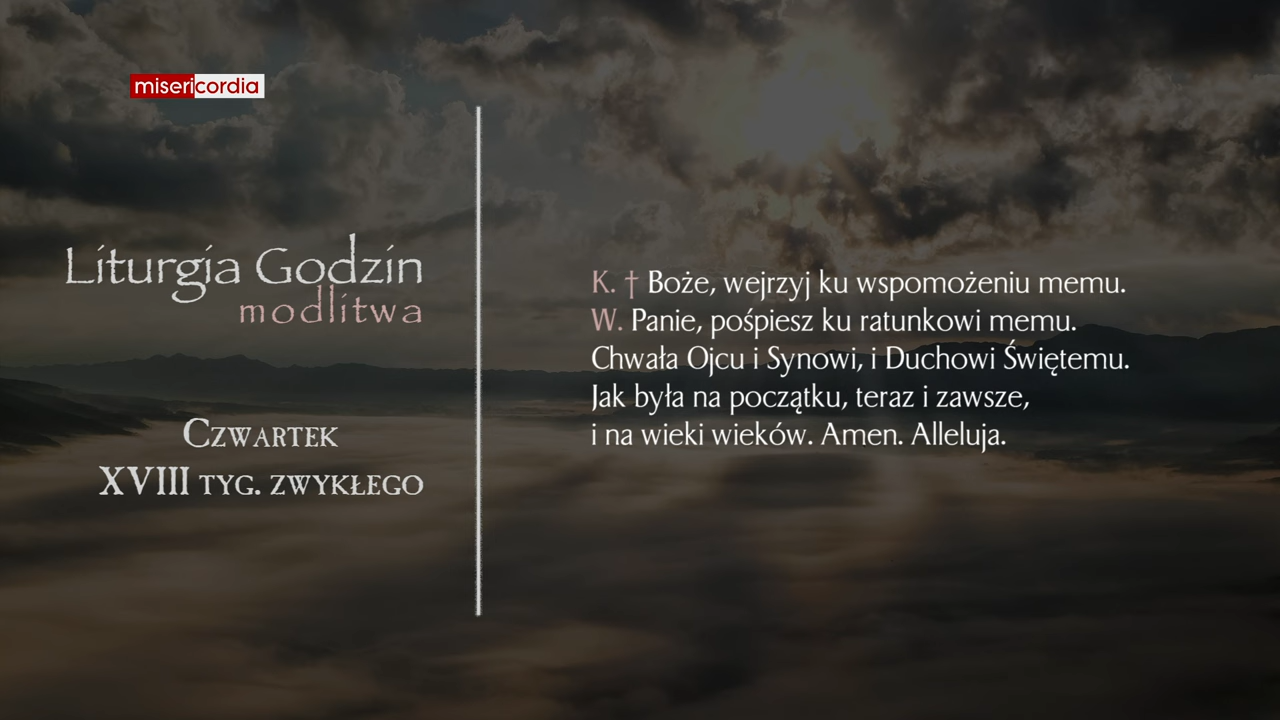 misericordia
Liturgia Godzin
modlitwa
Czwartek
XVIII tyg. zwykłego
K. † Boże, wejrzyj ku wspomożeniu memu.
W. Panie, pośpiesz ku ratunkowi memu.
Chwała Ojcu i Synowi, i Duchowi Świętemu.
Jak była na początku, teraz i zawsze,
i na wieki wieków. Amen. Alleluja.